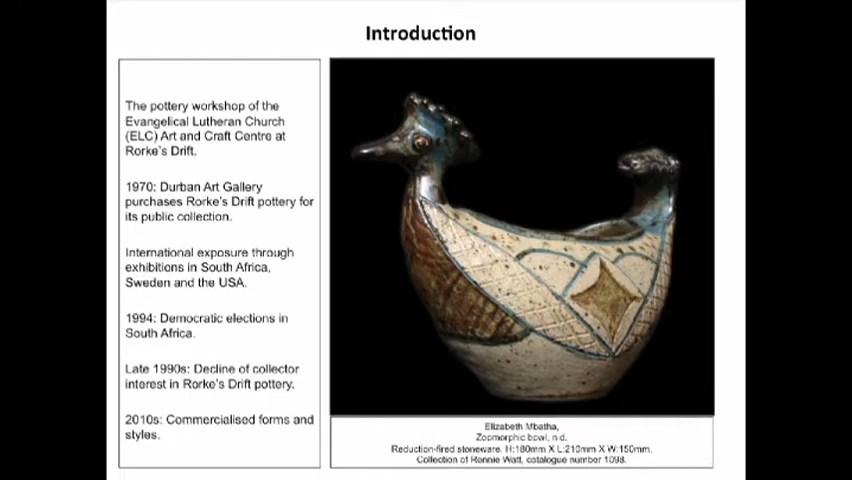 Introduction
The pottery workshop of the
Evangelical Lutheran Church
(ELC) Art and Craft Centre at
Rorke's Drift.
1970: Durban Art Gallery
purchases Rorke's Drift pottery for
its public collection.
International exposure through
exhibitions in South Africa,
Sweden and the USA.
1994: Democratic elections in
South Africa.
Late 1990s: Decline of collector
interest in Rorke's Drift pottery.
2010s: Commercialised forms and
styles.
Elizabeth Mbatha,
Zoomorphic bowl, n.d.
Reduction-fired stoneware. H:180mm X L:210mm X W:150mm.
Collection of Ronnie Watt, catalogue number 1098.